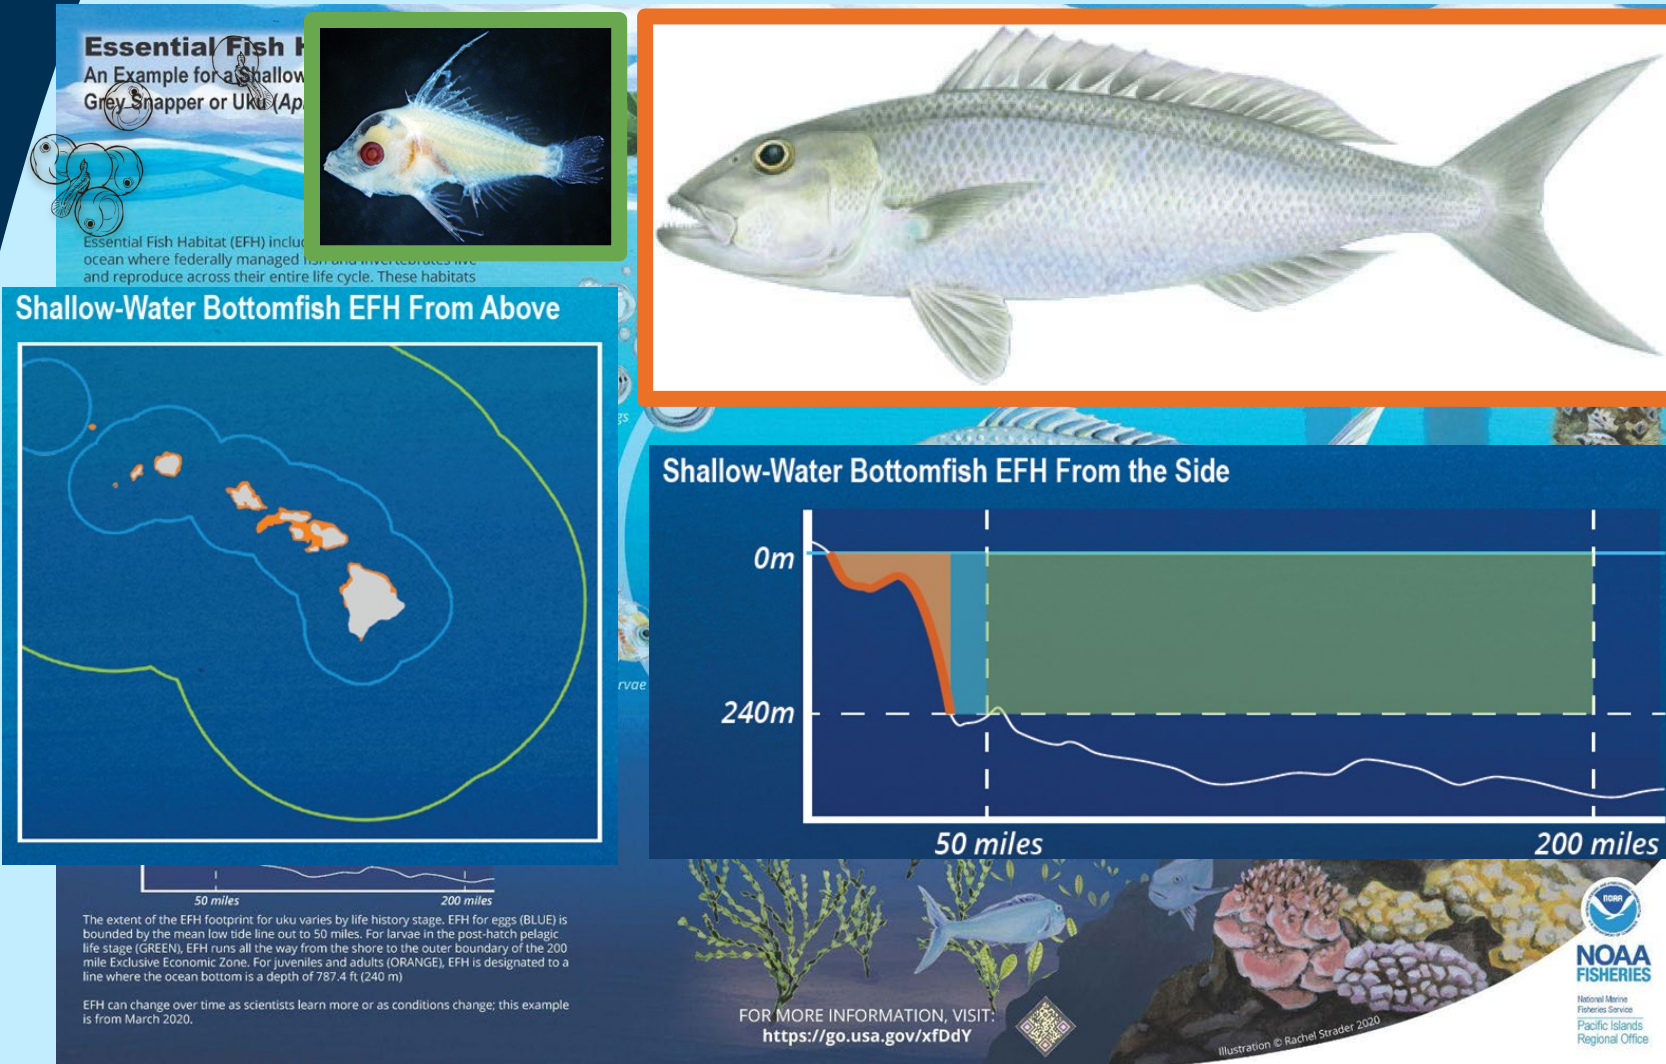 Essential Fish H
An Example for a Shallow
Grey Snapper or Uku (Ap
Essential Fish Habitat (EFH) includ
ocean where federally managed fish and invertebrates live
and reproduce across their entire life cycle. These habitats
Shallow-Water Bottomfish EFH From Above
gs
rvae
Shallow-Water Bottomfish EFH From the Side
0m
240m
50 miles
200 miles
50 miles
200 miles
The extent of the EFH footprint for uku varies by life history stage. EFH for eggs (BLUE) is
bounded by the mean low tide line out to 50 miles. For larvae in the post-hatch pelagic
life stage (GREEN), EFH runs all the way from the shore to the outer boundary of the 200
mile Exclusive Economic Zone. For juveniles and adults (ORANGE), EFH is designated to a
line where the ocean bottom is a depth of 787.4 ft (240 m)
EFH can change over time as scientists learn more or as conditions change; this example
is from March 2020.
FOR MORE INFORMATION, VISIT:
https://go.usa.gov/xfDdY
Illustration © Rachel Strader 2020
NOAA
NOAA
FISHERIES
National Marine
Fisheries Service
Pacific Islands
Regional Office